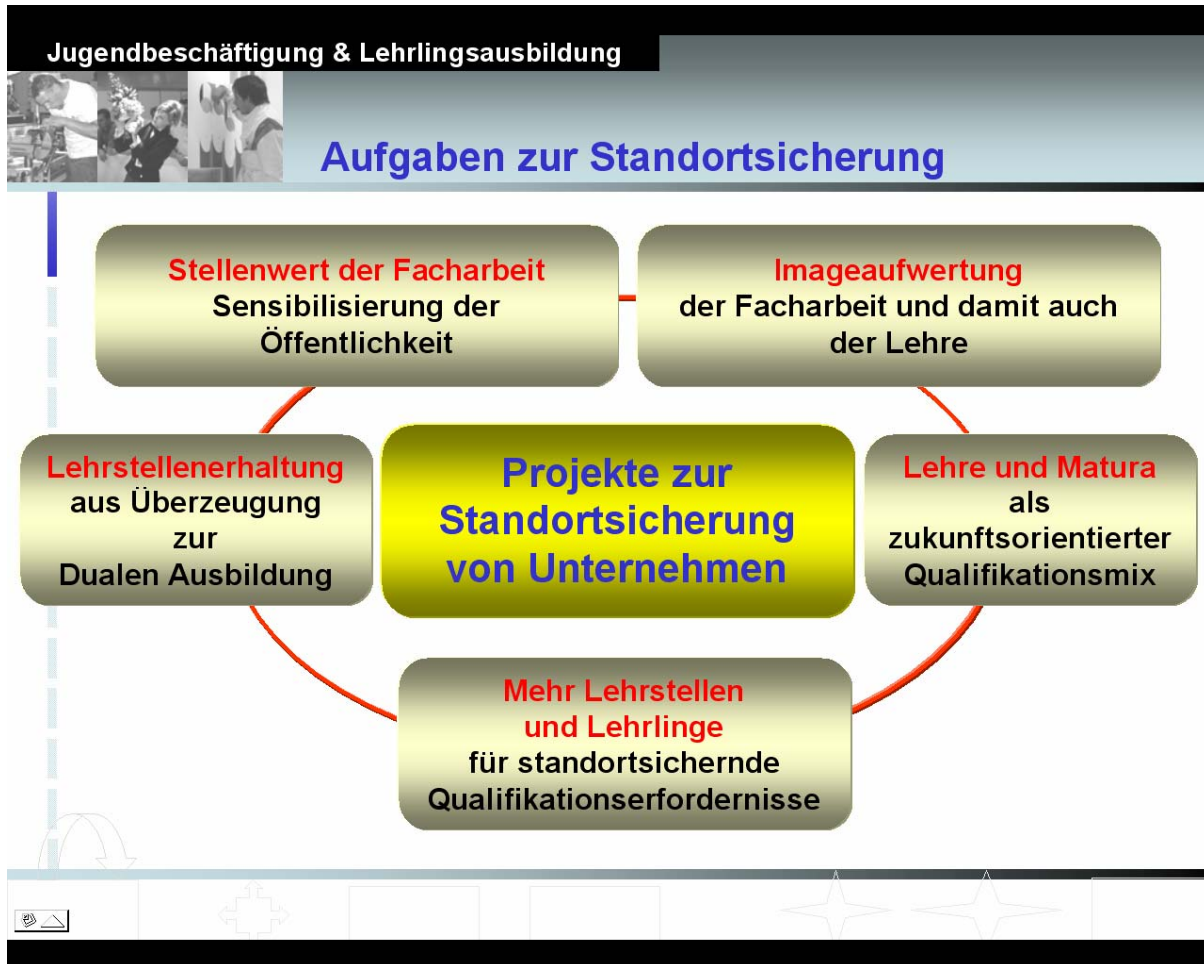 Jugendbeschäftigung & Lehrlingsausbildung
Aufgaben zur Standortsicherung
Stellenwert der Facharbeit
Sensibilisierung der
Öffentlichkeit
Imageaufwertung
der Facharbeit und damit auch
der Lehre
Lehrstellenerhaltung
aus Überzeugung
zur
Dualen Ausbildung
Projekte zur
Standortsicherung
von Unternehmen
Lehre und Matura
als
zukunftsorientierter
Qualifikationsmix
Mehr Lehrstellen
und Lehrlinge
für standortsichernde
Qualifikationserfordernisse